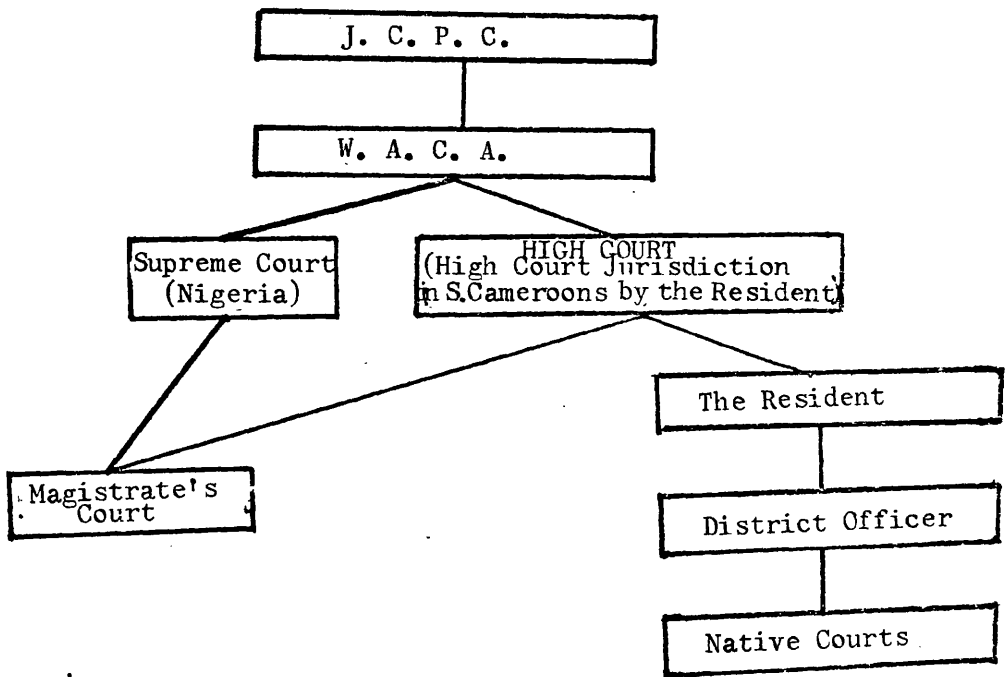 J. C. P. C.
W. A. C. A.
Supreme Court
(Nigeria)
HIGH COURT
(High Court Jurisdiction
in S.Cameroons by the Resident)
The Resident
Magistrate's
Court
District Officer
Native Courts